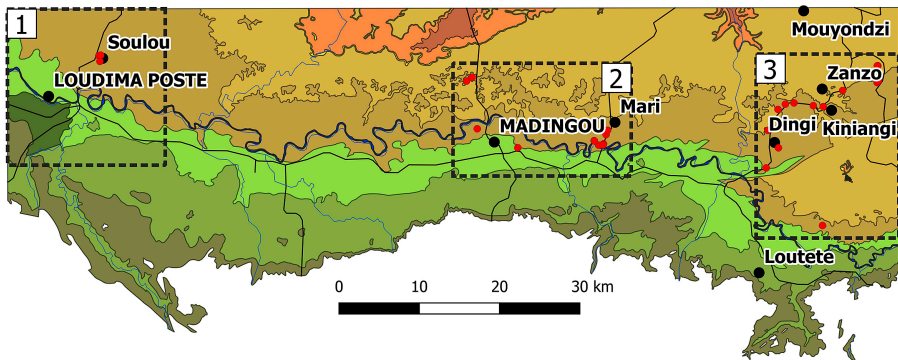 1
Soulou
LOUDIMA POSTE
2
MADINGOU
Mari
Mouyondzi
3
Zanzo
Dingi
Kiniangi
Loutete
0 10 20 30 km